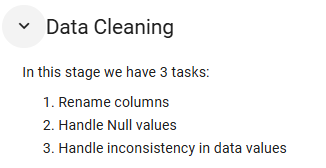 Data Cleaning
In this stage we have 3 tasks:
1. Rename columns
2. Handle Null values
3. Handle inconsistency in data values